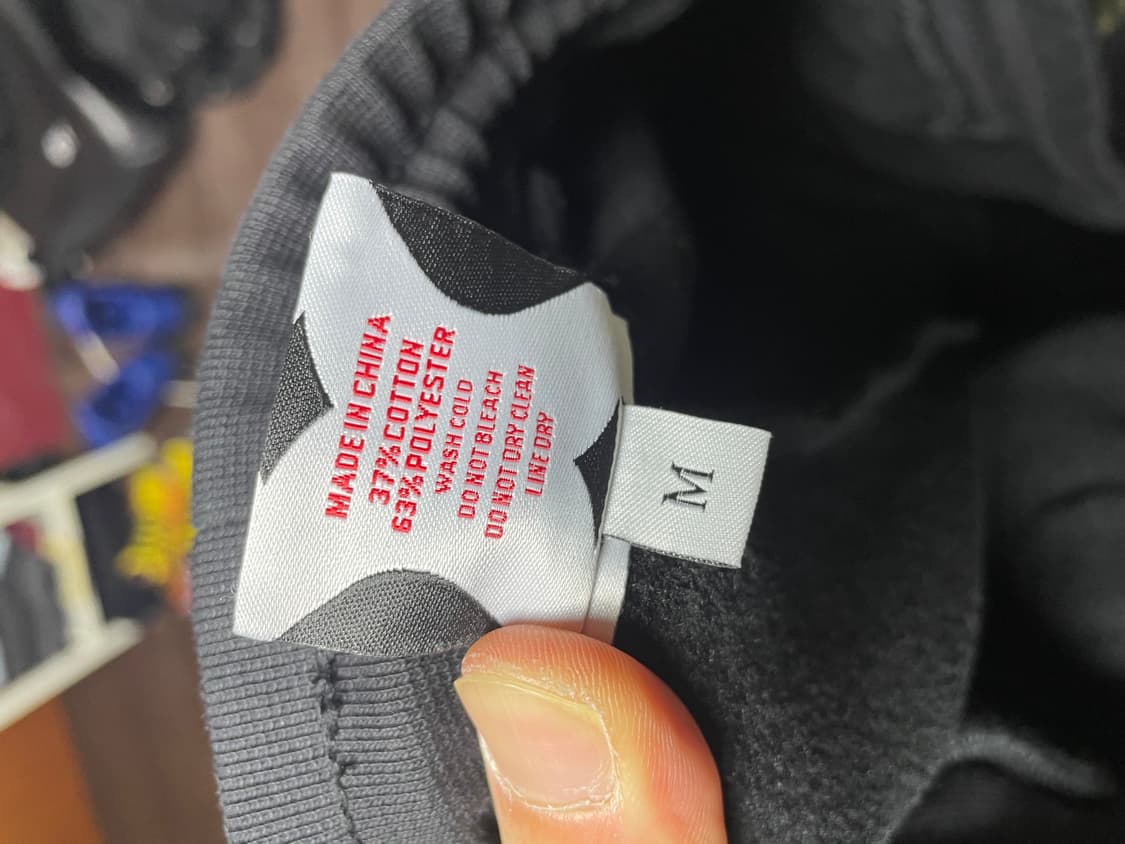 MADE IN CHINA
37% COTTON
63% POLYESTER
WASH COLD
DO NOT BLEACH
DO NOT DRY CLEAN
LINE DRY
M